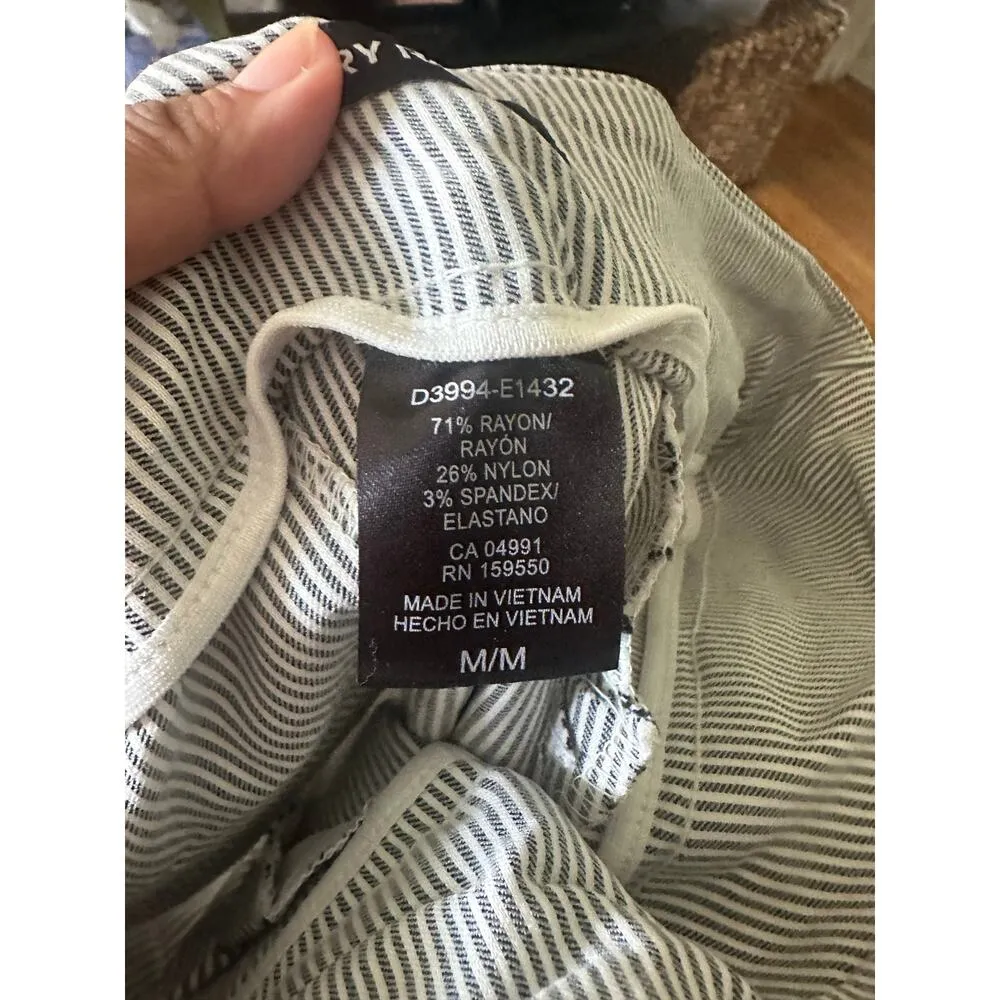 RY
D3994-E1432
71% RAYON/
RAYÓN
26% NYLON
3% SPANDEX/
ELASTANO
CA 04991
RN 159550
MADE IN VIETNAM
HECHO EN VIETNAM
M/M